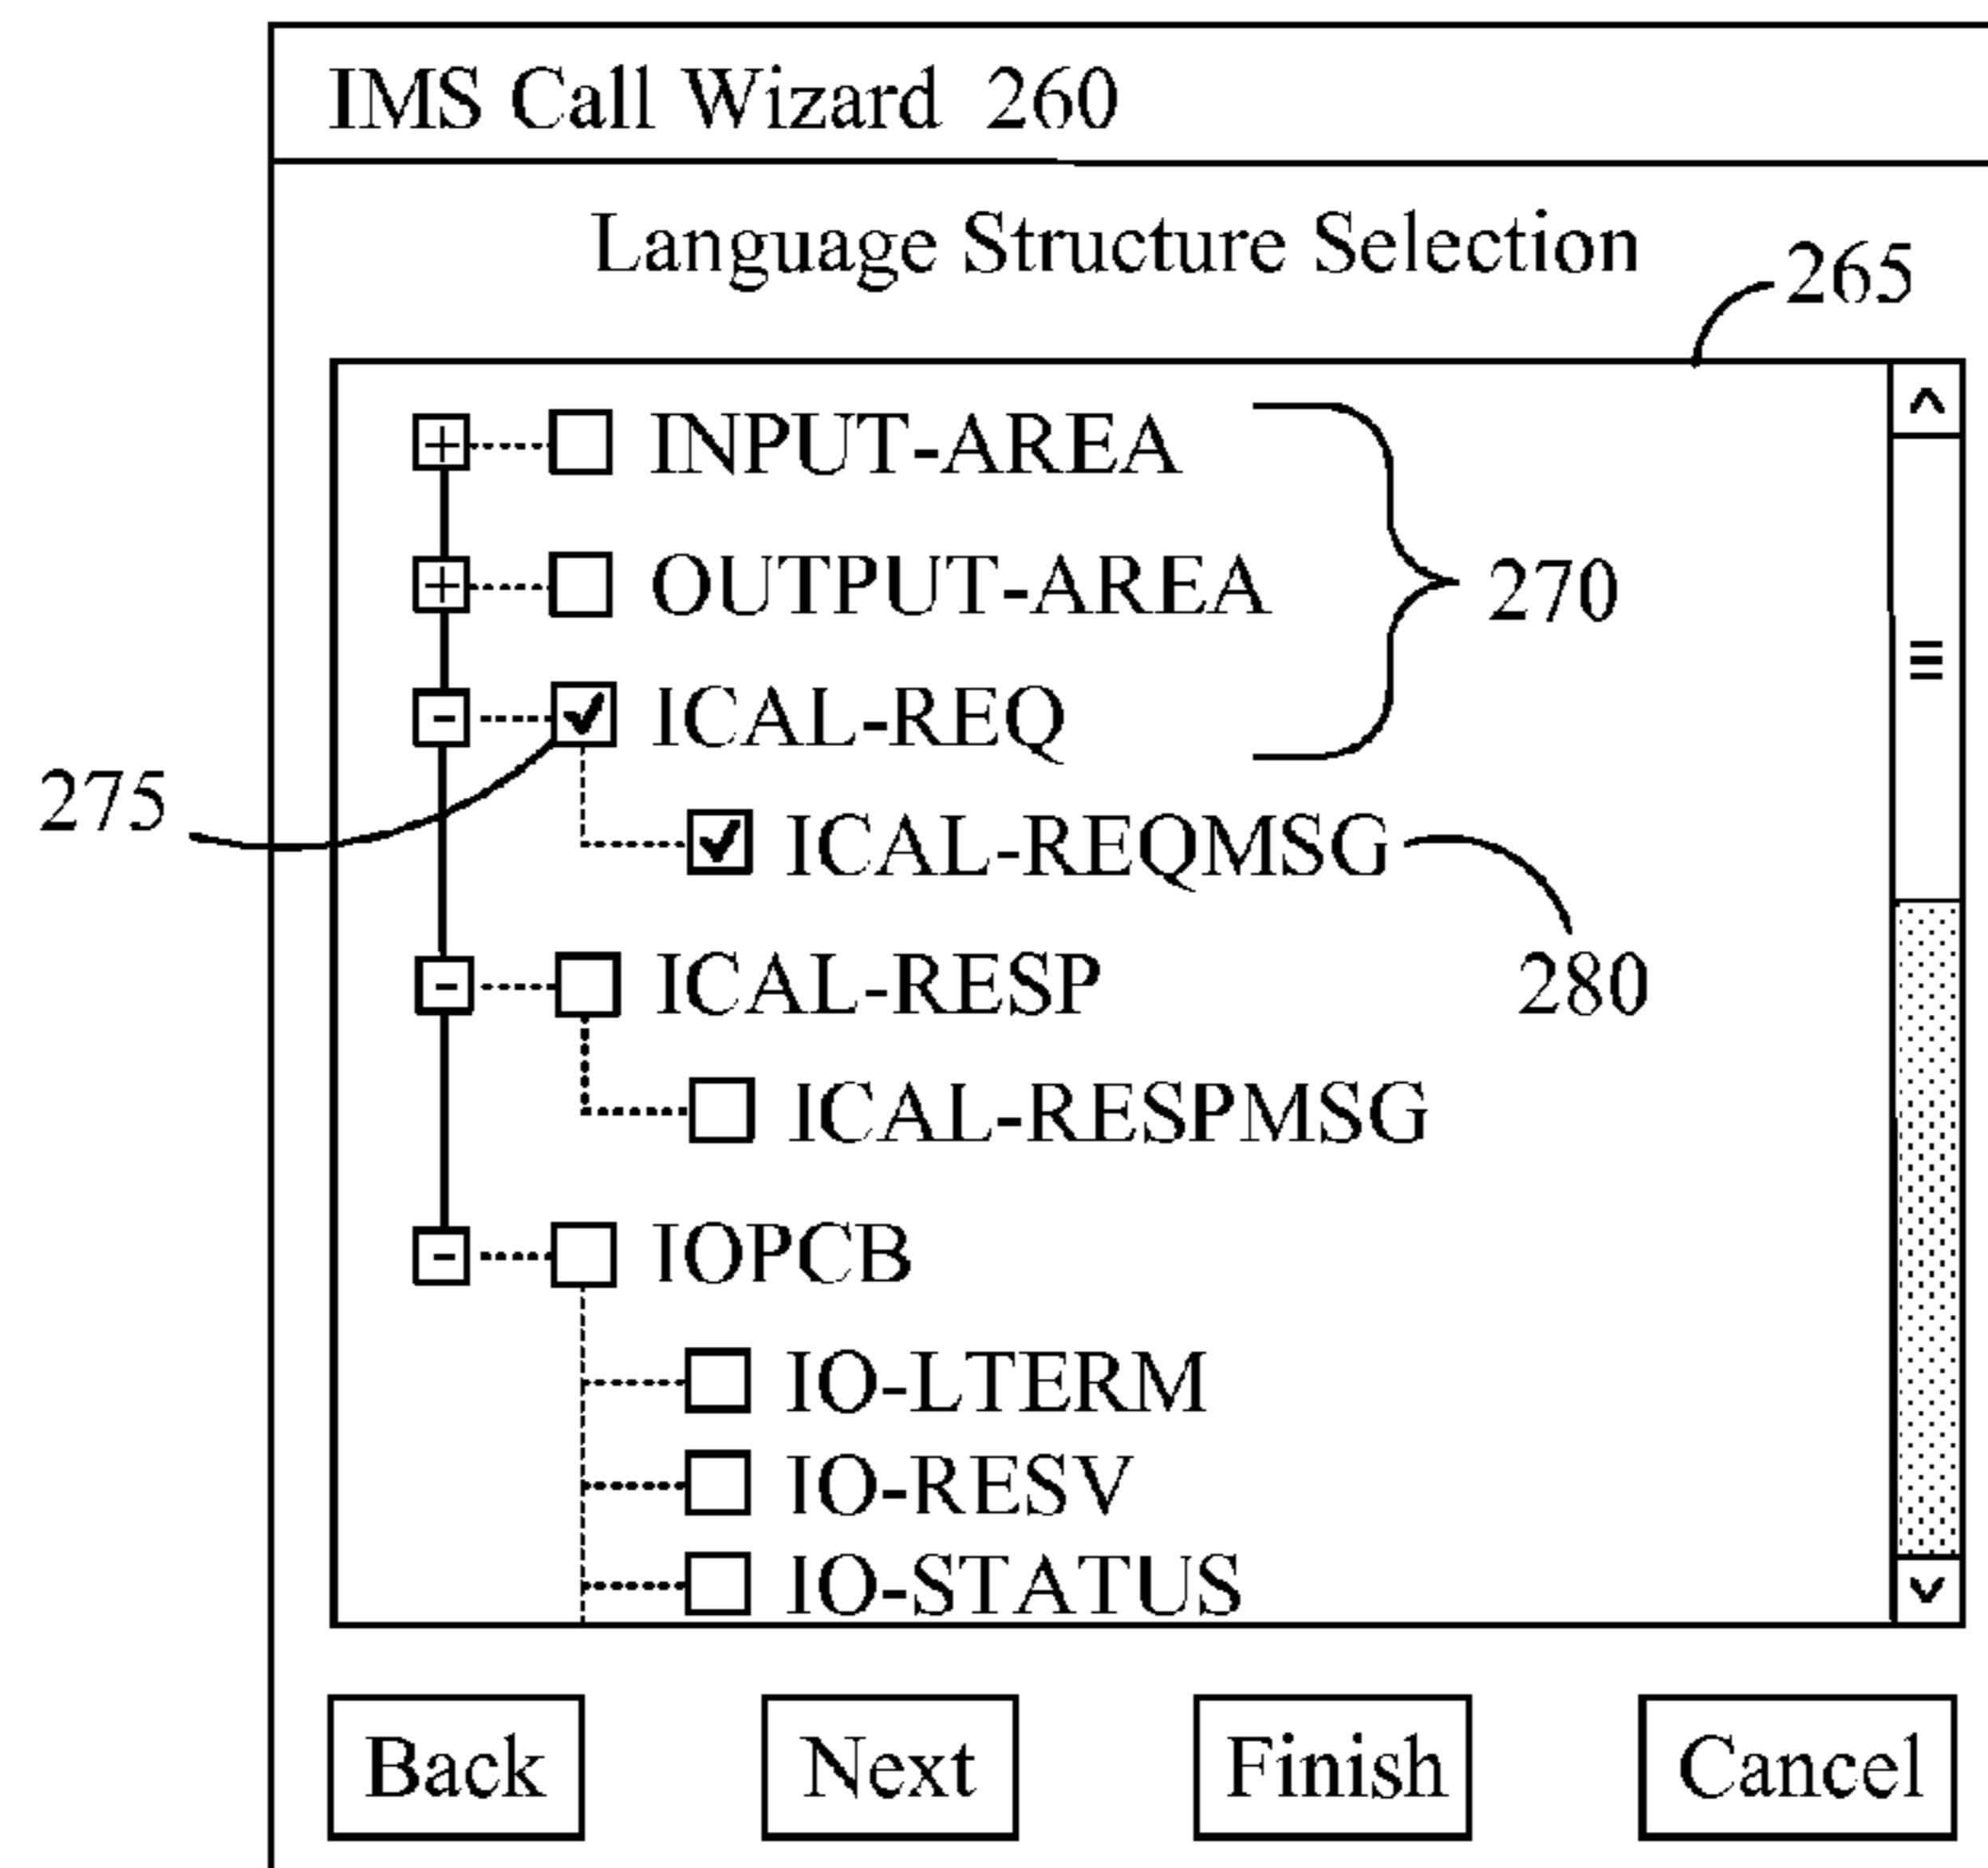 IMS Call Wizard 260
Language Structure Selection
265
INPUT-AREA
OUTPUT-AREA
270
ICAL-REQ
275
ICAL-REQMSG
280
ICAL-RESP
ICAL-RESPMSG
IOPCB
IO-LTERM
IO-RESV
IO-STATUS
Back Next Finish Cancel